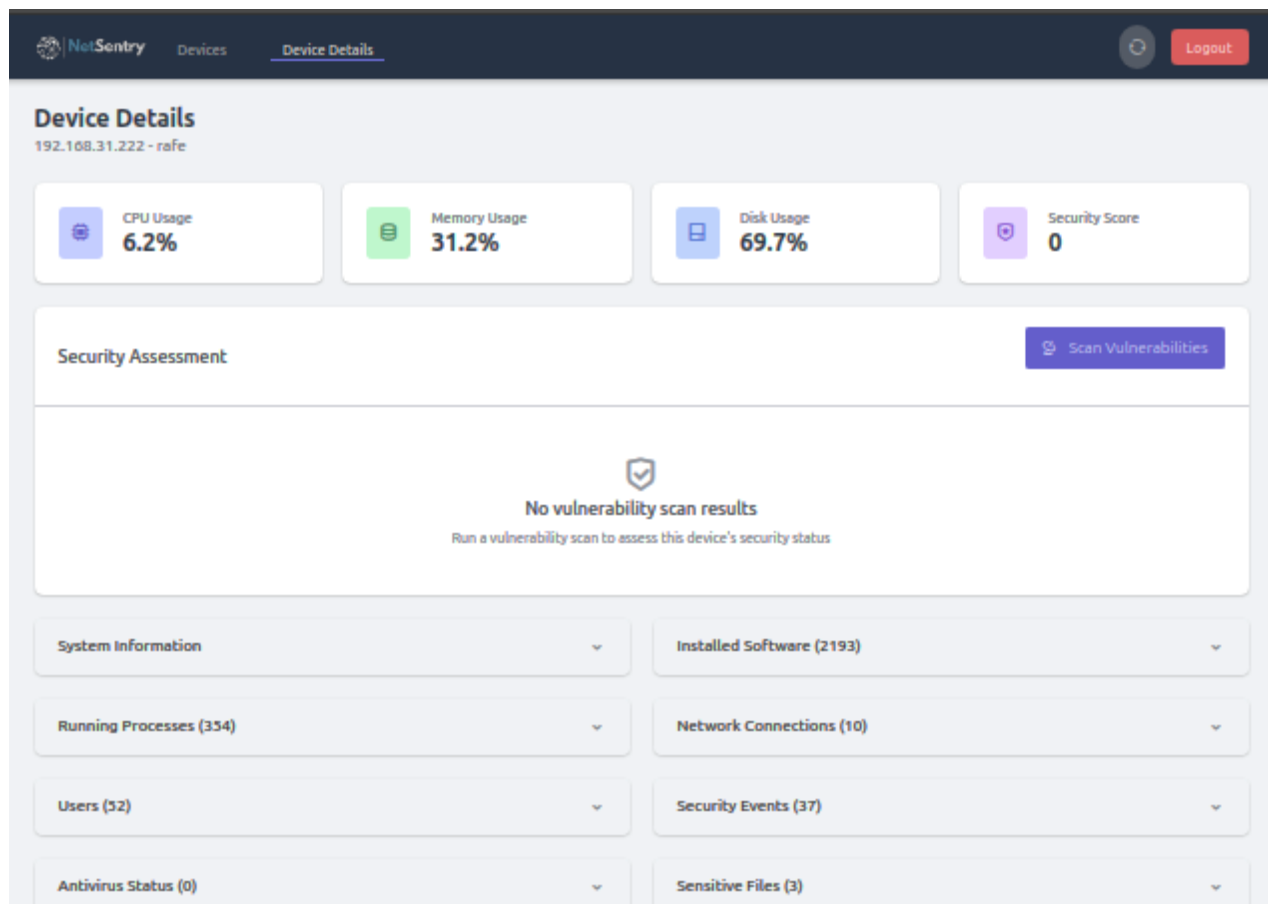 NetSentry Devices Device Details Logout
Device Details
192.168.31.222 - rafe
CPU Usage
6.2%
Memory Usage
31.2%
Disk Usage
69.7%
Security Score
0
Security Assessment
Scan Vulnerabilities
No vulnerability scan results
Run a vulnerability scan to assess this device's security status
System Information
Installed Software (2193)
Running Processes (354)
Network Connections (10)
Users (52)
Security Events (37)
Antivirus Status (0)
Sensitive Files (3)